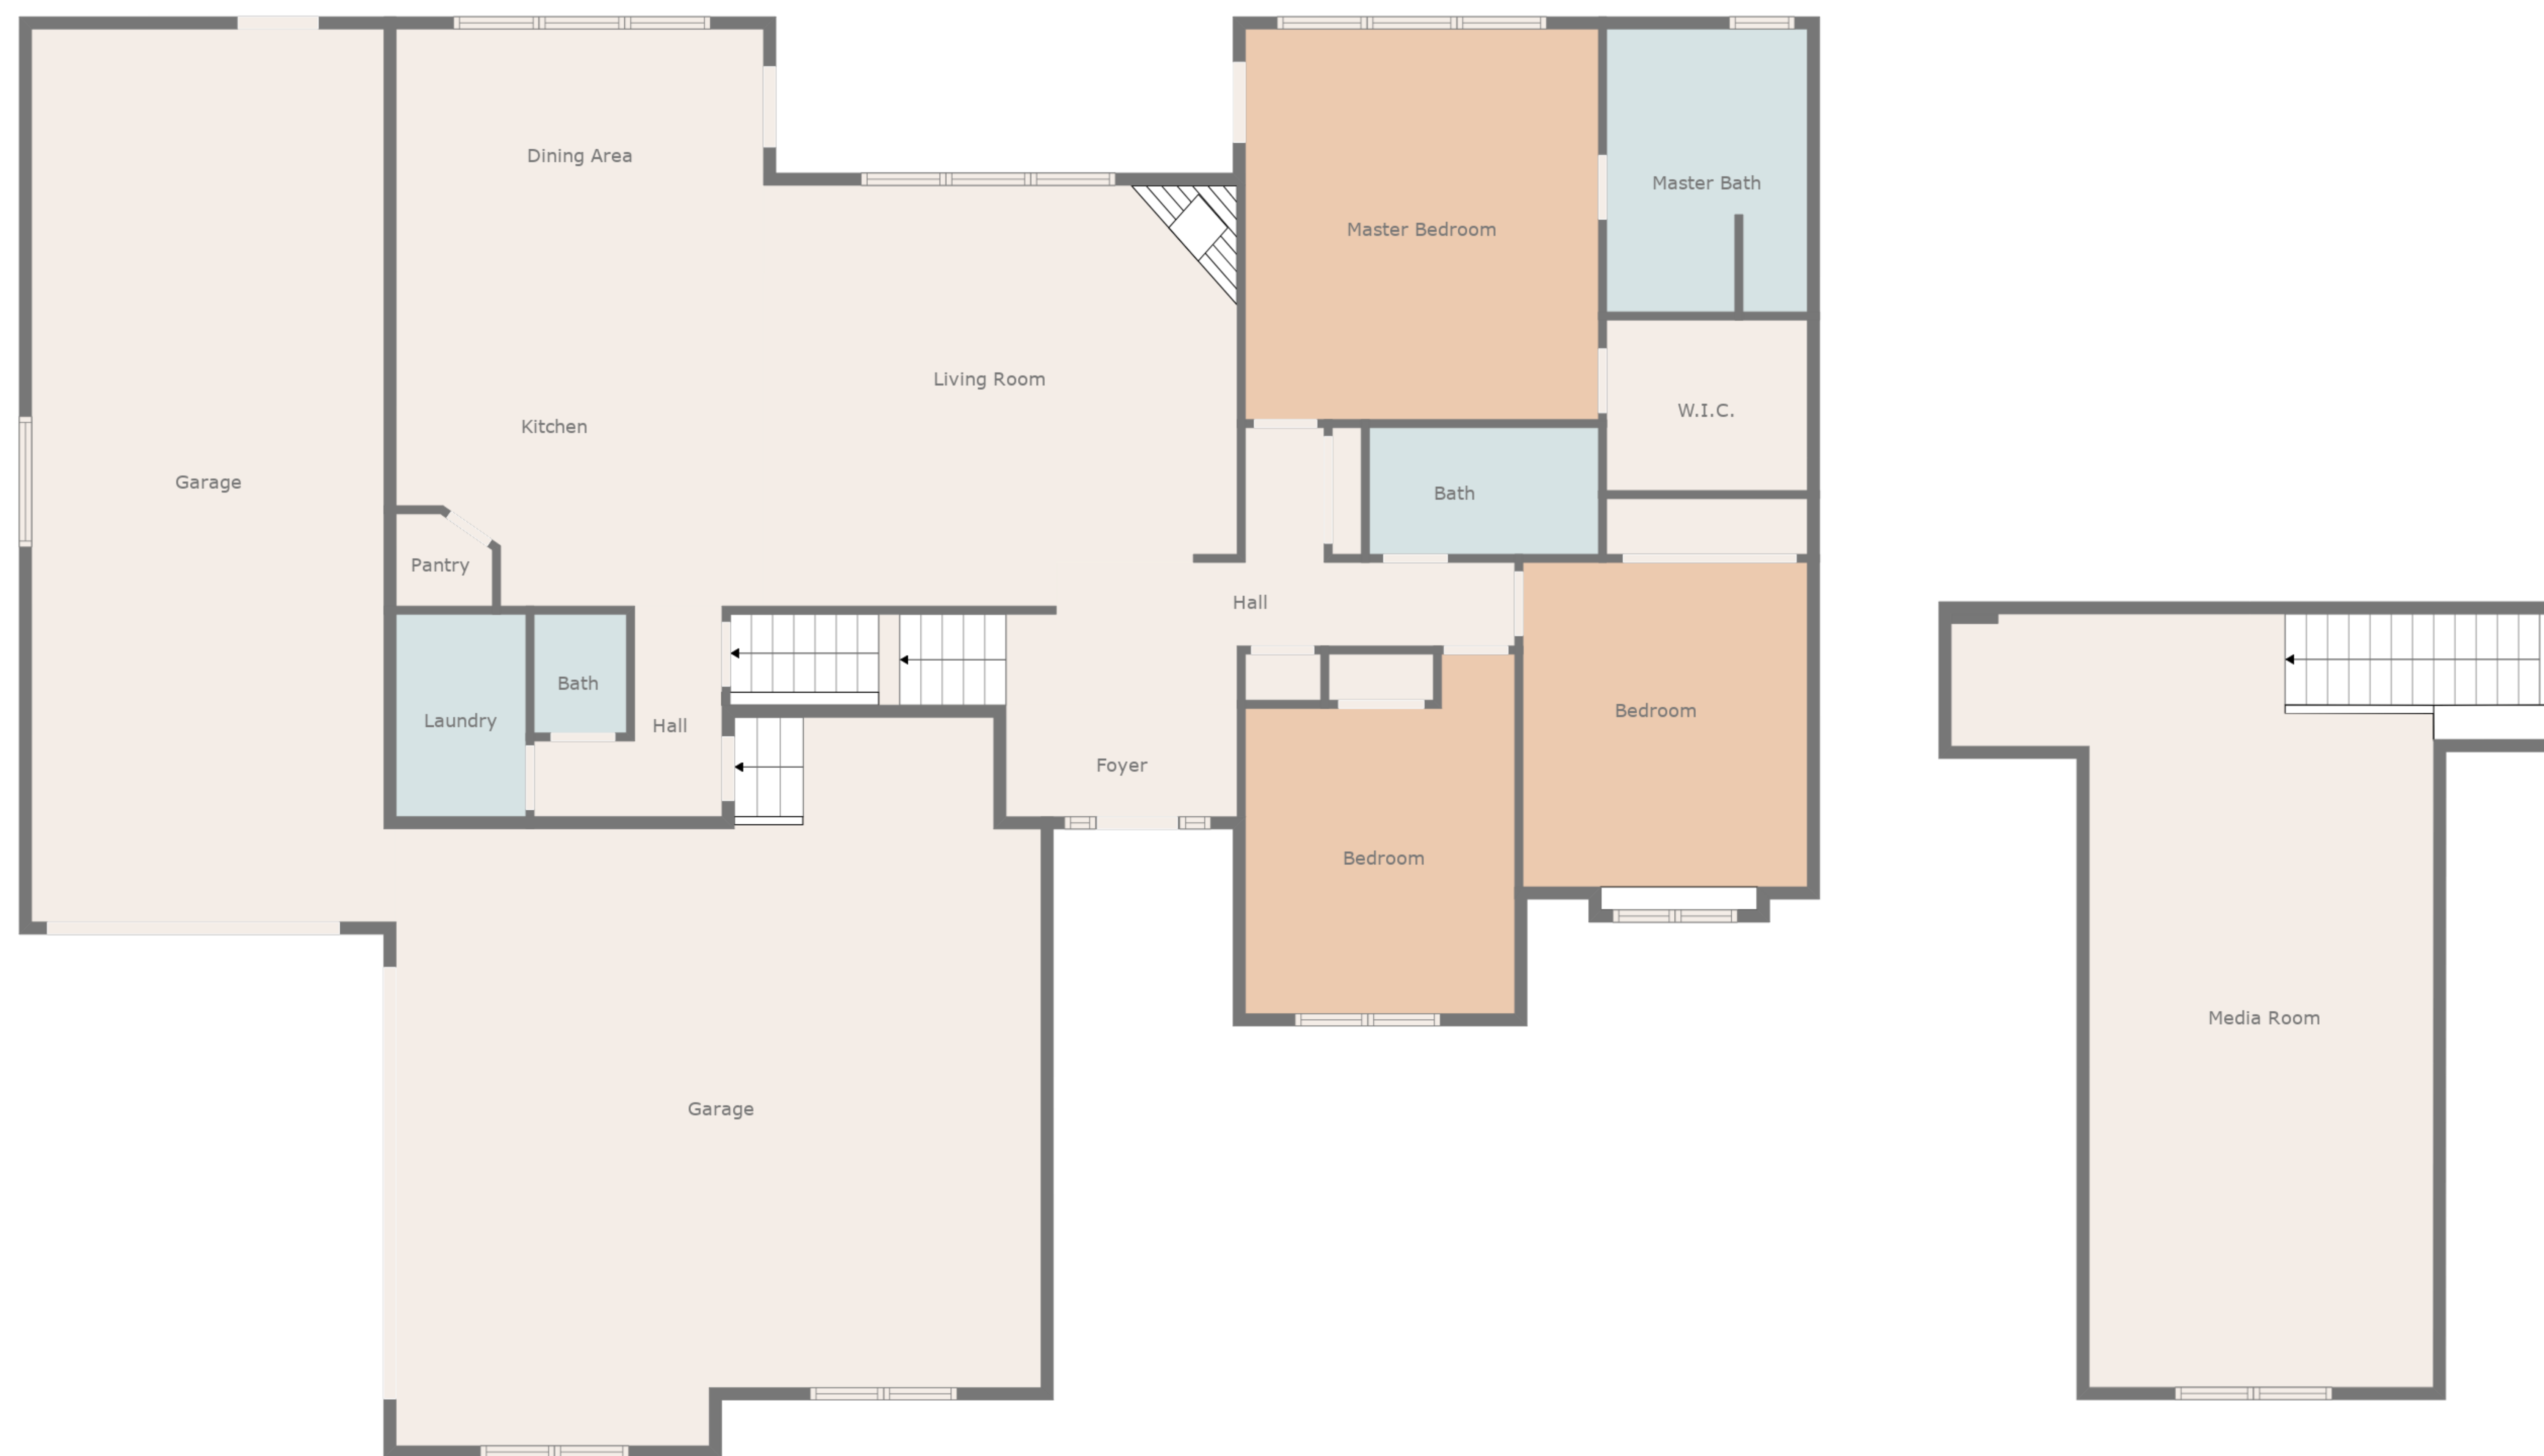 Dining Area
Master Bath
Master Bedroom
Living Room
W.I.C.
Kitchen
Garage
Bath
Pantry
Hall
Bath
Bedroom
Laundry
Hall
Foyer
Bedroom
Media Room
Garage